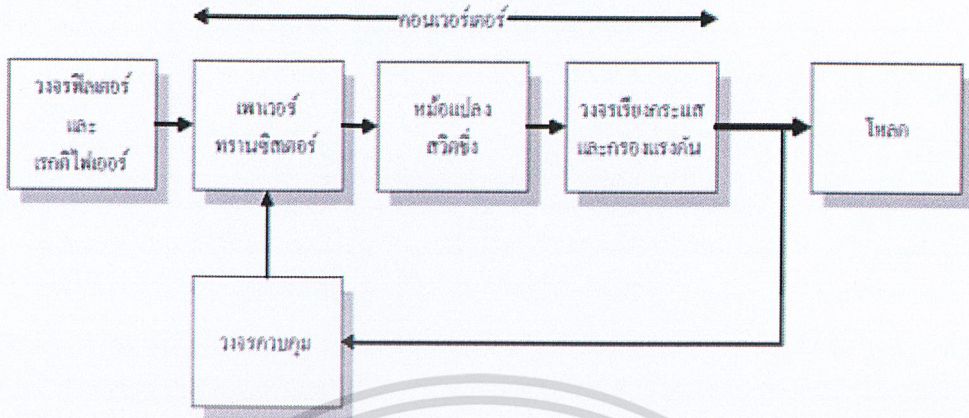 คอนเวอร์เตอร์
วงจรฟิลเตอร์
และ
เรกติไฟเออร์
เพาเวอร์
ทรานซิสเตอร์
หม้อแปลง
สวิตชิ่ง
วงจรเรียงกระแส
และกรองแรงดัน
โหลด
วงจรควบคุม